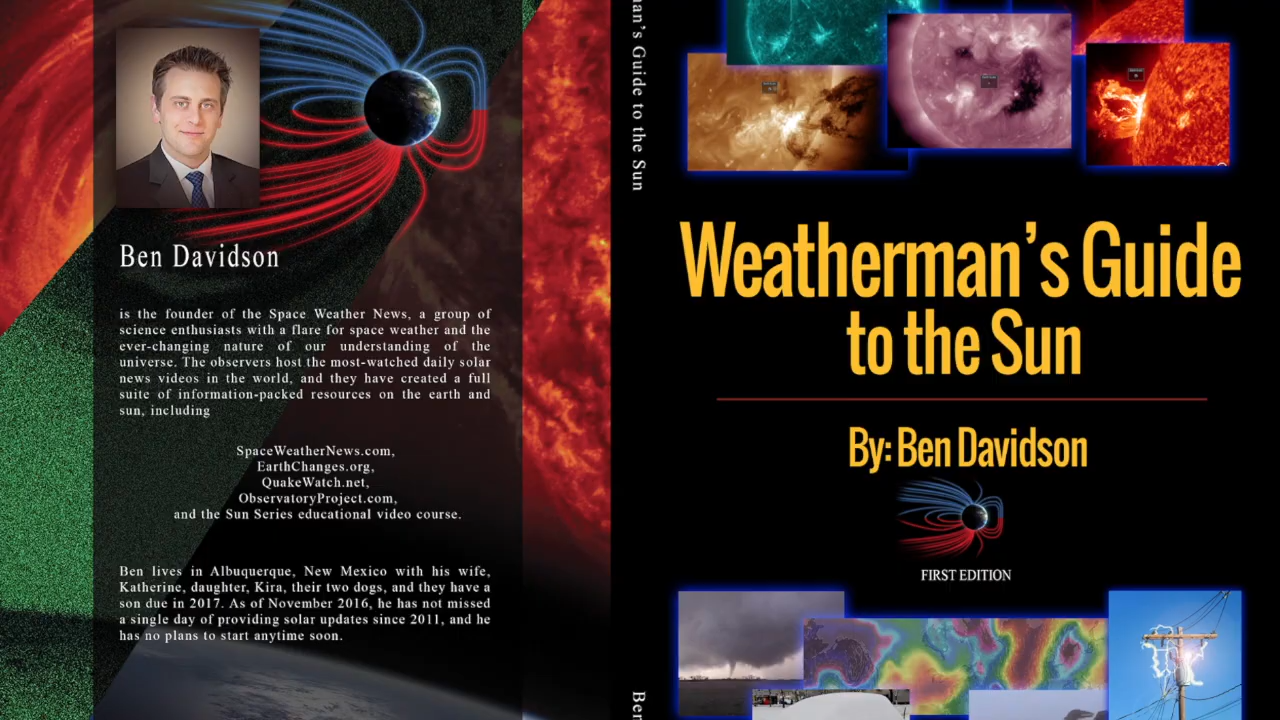 Ben Davidson
is the founder of the Space Weather News, a group of
science enthusiasts with a flare for space weather and the
ever-changing nature of our understanding of the
universe. The observers host the most-watched daily solar
news videos in the world, and they have created a full
suite of information-packed resources on the earth and
sun, including
SpaceWeatherNews.com,
EarthChanges.org,
QuakeWatch.net,
ObservatoryProject.com,
and the Sun Series educational video course.
Ben lives in Albuquerque, New Mexico with his wife,
Katherine, daughter, Kira, their two dogs, and they have a
son due in 2017. As of November 2016, he has not missed
a single day of providing solar updates since 2011, and he
has no plans to start anytime soon.
man's Guide to the Sun
Ben
Weatherman's Guide
to the Sun
By: Ben Davidson
FIRST EDITION